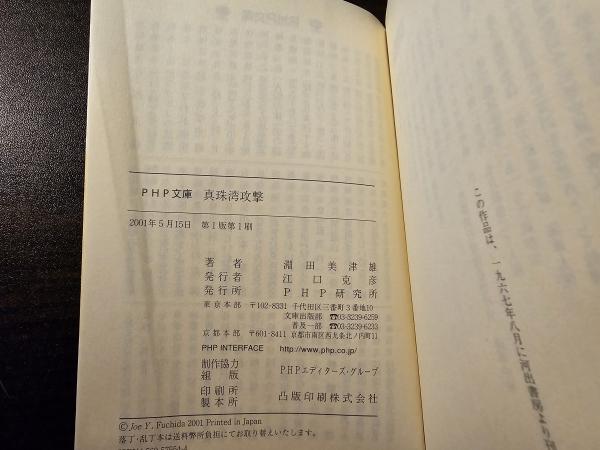 PHP文庫 真珠湾攻撃
2001年5月15日 第1版第1刷
著者 淵田美津雄
発行者 江口克彦
発行所 PHP研究所
東京本部 〒102-8331 千代田区三番町3番地10
文庫出版部 ☎03-3239-6259
普及一部 ☎03-3239-6233
京都本部 〒601-8411 京都市南区西九条北ノ内町11
PHP INTERFACE http://www.php.co.jp/
制作協力
組版 PHPエディターズ・グループ
印刷所
製本所 凸版印刷株式会社
©Joe Y. Fuchida 2001 Printed in Japan
落丁・乱丁本は送料弊所負担にてお取り替えいたします。
この作品は、一九六七年八月に河出書房より刊